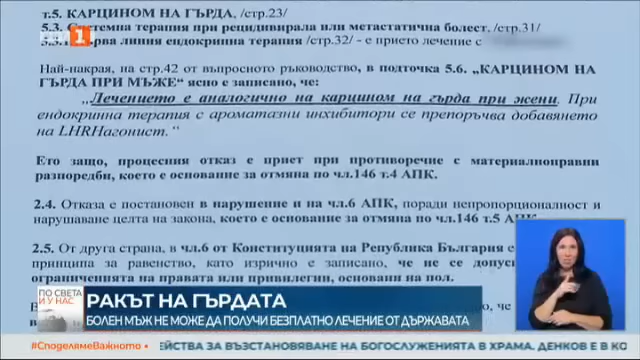 т.5. КАРЦИНОМ НА ГЪРДА, /стр.23/
5.3. Системна терапия при рецидивирала или метастатична болест, /стр.31/
5.3.1 Първа линия ендокринна терапия /стр.32/ - е прието лечение с
1
Най-накрая, на стр.42 от въпросното ръководство, в подточка 5.6. „КАРЦИНОМ НА
ГЪРДА ПРИ МЪЖЕ" ясно е записано, че:
„Лечението е аналогично на карцином на гърда при жени. При
ендокринна терапия с ароматазни инхибитори се препоръчва добавянето
на LHRHагонист."
Ето защо, процесния отказ е приет при противоречие с материалноправни
разпоредби, което е основание за отмяна по чл.146 т.4 АПК.
2.4. Отказа е постановен в нарушение и на чл.6 АПК, поради непропорционалност и
нарушаване целта на закона, което е основание за отмяна по чл.146 т.5 АПК.
2.5. От друга страна, в чл.6 от Конституцията на Република България е
принципа за равенство, като изрично е записано, че не се допус
ограниченията на правата или привилегии, основани на пол.
ПО СВЕТА
И У НАС
РАКЪТ НА ГЪРДАТА
БОЛЕН МЪЖ НЕ МОЖЕ ДА ПОЛУЧИ БЕЗПЛАТНО ЛЕЧЕНИЕ ОТ ДЪРЖАВАТА
#СподелямеВажното • ЕЙСТВА ЗА ВЪЗСТАНОВЯВАНЕ НА БОГОСЛУЖЕНИЯТА В ХРАМА. ДЕНКОВ Е В КО